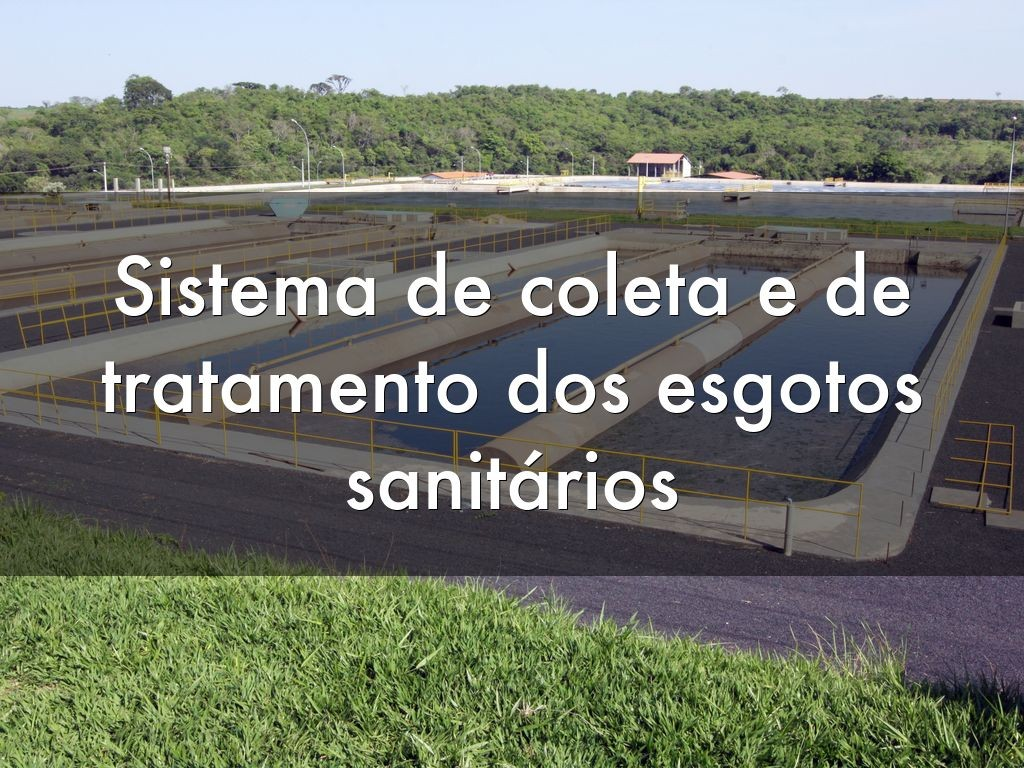 Sistema de coleta e de
tratamento dos esgotos
sanitários